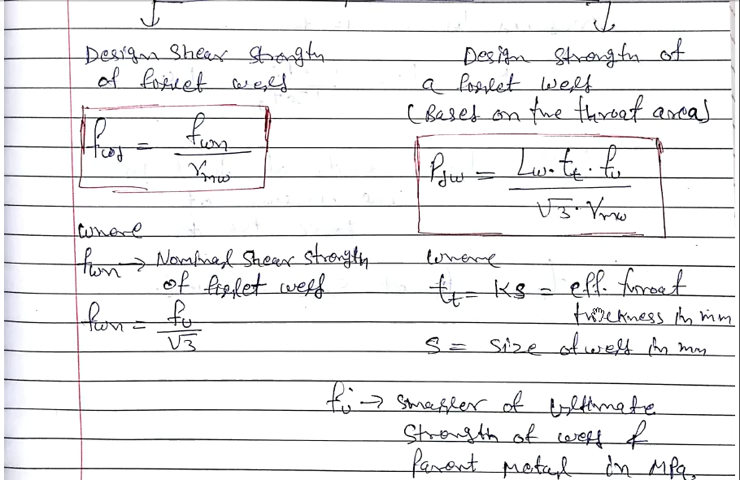 Design Shear Strength
of fillet weld
fwd = fwn / γmw
where
fwn → Nominal Shear Strength
of fillet weld
fwn = fu / √3
Design Strength of
a fillet weld
(Based on the throat area)
Pdw = Lw · tt · fu / √3 · γmw
where
tt = KS = eff. throat
thickness in mm
S = Size of weld in mm
fu → smaller of ultimate
Strength of weld &
Parent Metal in MPa.